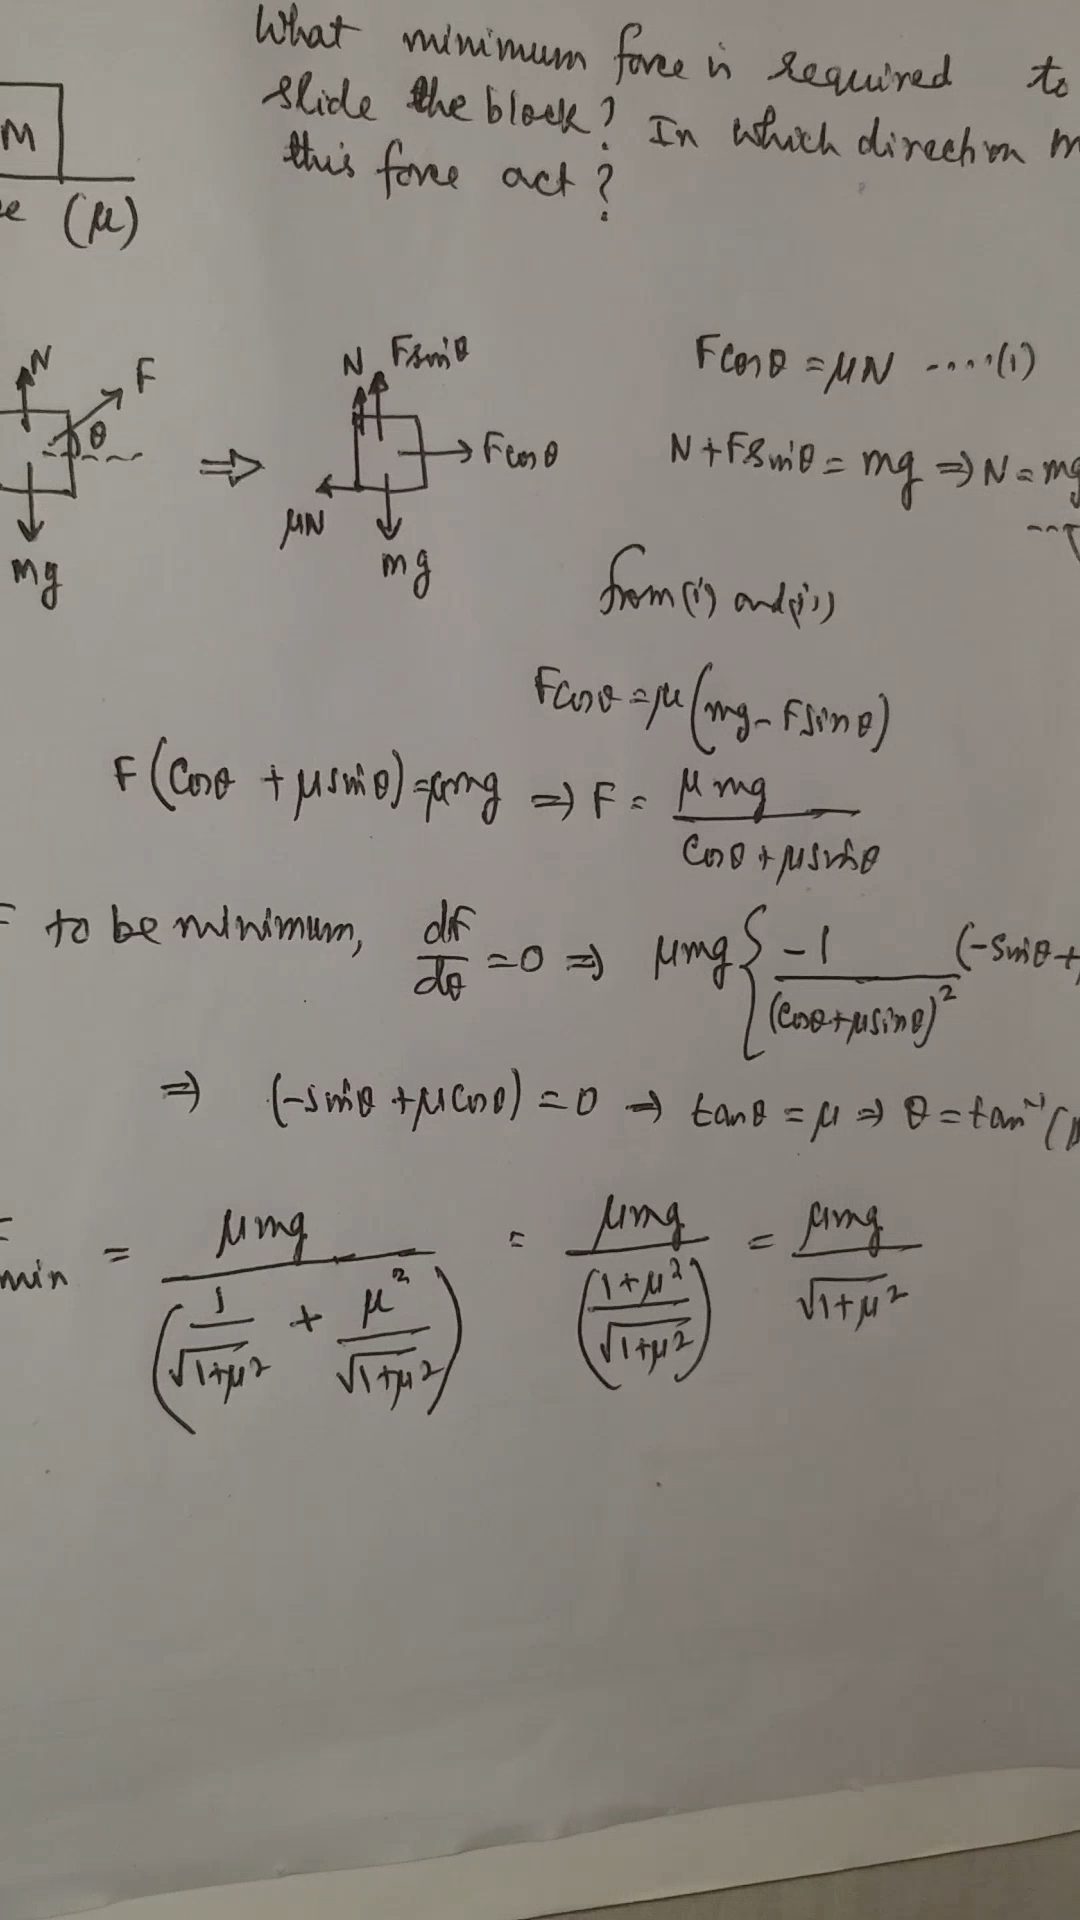 What minimum force is required to
slide the block? In which direction m
this force act?
M
(μ)
N
F
θ
mg
⇒
N Fsinθ
Fcosθ
μN
mg
Fcosθ = μN ....(i)
N + Fsinθ = mg ⇒ N = mg
from (i) and (ii)
Fcosθ = μ(mg - Fsinθ)
F(cosθ + μsinθ) = μmg ⇒ F = μmg / (cosθ + μsinθ)
F to be minimum, dF/dθ = 0 ⇒ μmg { -1 / (cosθ + μsinθ)² (-sinθ +
⇒ (-sinθ + μcosθ) = 0 ⇒ tanθ = μ ⇒ θ = tan⁻¹(μ
min = μmg / (1/√(1+μ²) + μ²/√(1+μ²)) = μmg / ((1+μ²)/√(1+μ²)) = μmg / √(1+μ²)